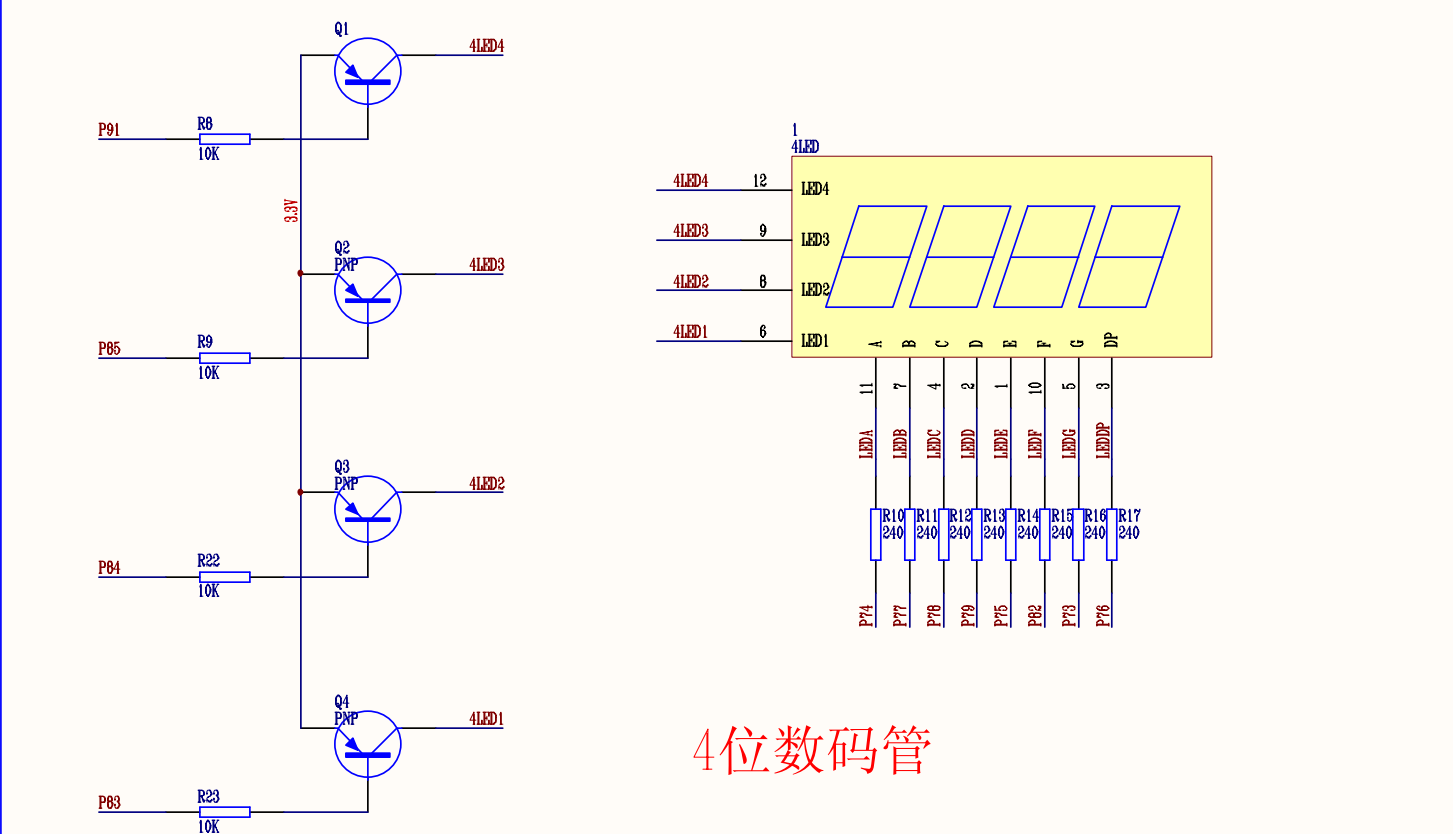 Q1
4LED4
P91
R8
10K
3.3V
Q2
PNP
4LED3
P85
R9
10K
Q3
PNP
4LED2
P84
R22
10K
Q4
PNP
4LED1
P83
R23
10K
1
4LED
4LED4 12 LED4
4LED3 9 LED3
4LED2 8 LED2
4LED1 6 LED1
A B C D E F G DP
11 7 4 2 1 10 5 3
LEDA LEDB LEDC LEDD LEDE LEDF LEDG LEDDP
R10 R11 R12 R13 R14 R15 R16 R17
240 240 240 240 240 240 240 240
P74 P77 P78 P79 P75 P82 P73 P76
4位数码管